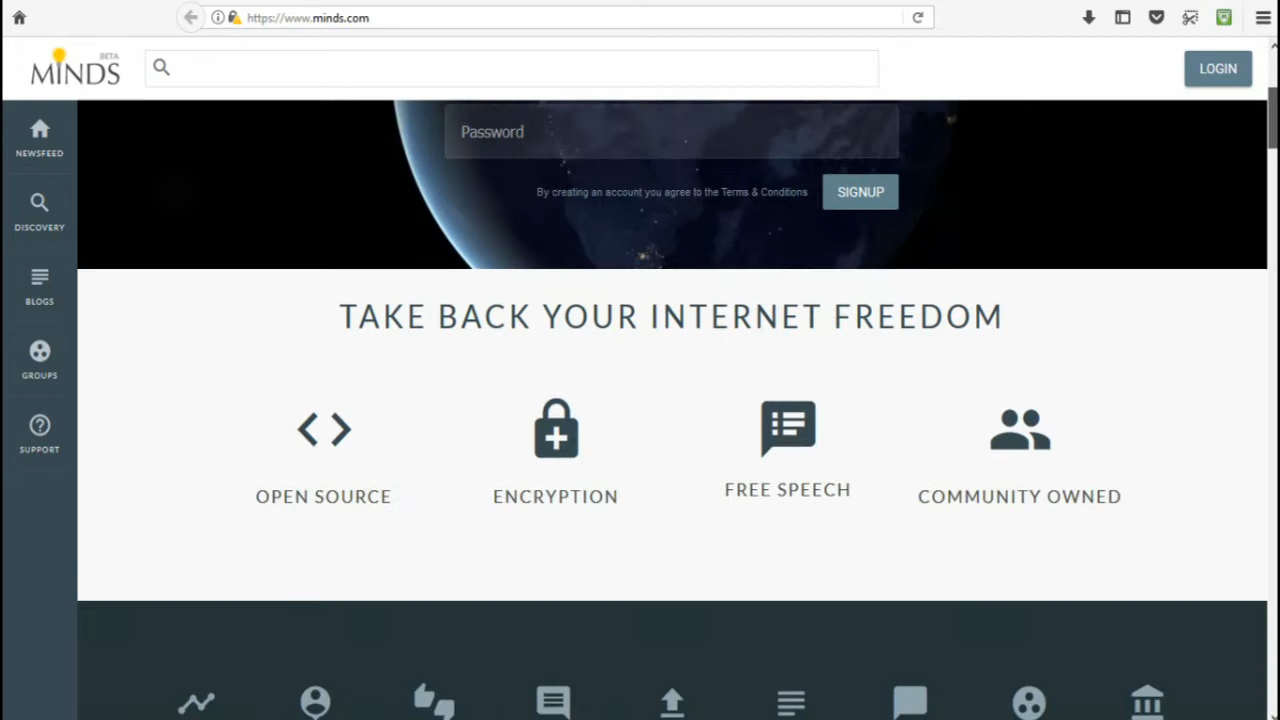 https://www.minds.com
BETA
MINDS
LOGIN
NEWSFEED
DISCOVERY
BLOGS
GROUPS
SUPPORT
Password
By creating an account you agree to the Terms & Conditions
SIGNUP
TAKE BACK YOUR INTERNET FREEDOM
OPEN SOURCE
ENCRYPTION
FREE SPEECH
COMMUNITY OWNED